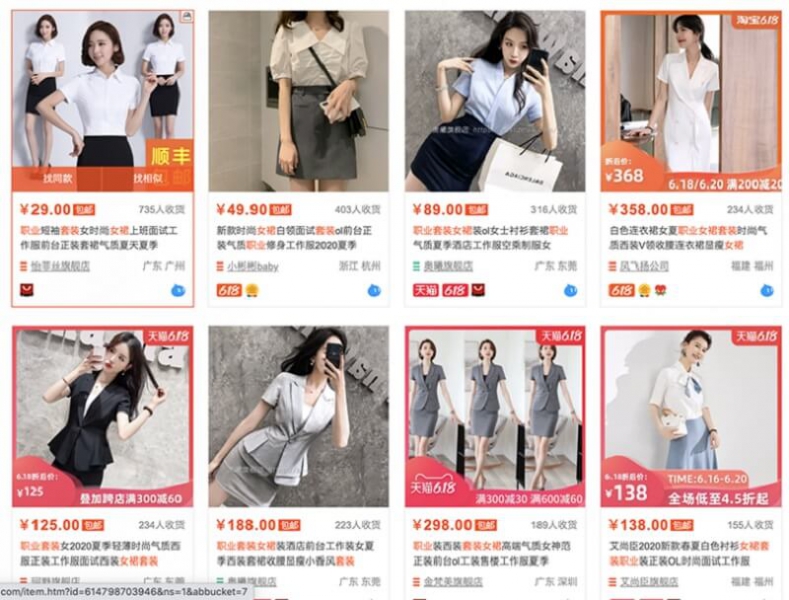 顺丰
找同款
找相似
淘宝618
折后价:
¥368
6.18/6.20 满200减20
¥29.00 包邮 735人收货
职业短袖套装女时尚女裙上班面试工
作服前台正装套裙气质夏天夏季
怡菲丝旗舰店 广东 广州
¥49.90 包邮 403人收货
新款时尚女裙白领面试套装ol前台正
装气质职业修身工作服2020夏季
小彬彬baby 浙江 杭州
618
¥89.00 包邮 316人收货
职业女裙套装ol女士衬衫套裙职业
气质夏季酒店工作服空乘制服女
奥曦旗舰店 广东 东莞
天猫 618
¥358.00 包邮 234人收货
白色连衣裙女夏职业女裙套装时尚气
质西装V领收腰连衣裙显瘦女裙
风飞扬公司 福建 福州
618
天猫618
6.18折后价:
¥125
叠加跨店满300减60
天猫618
天猫618
满300减30 满600减60
天猫618
6.18折后价:
¥138
TIME:6.16-6.20
全场低至4.5折起
¥125.00 包邮 234人收货
职业套装女2020夏季轻薄时尚气质西
服正装工作服面试西装女裙套装
广东 东莞
¥188.00 包邮 223人收货
职业套装女裙装酒店前台工作装女夏
季西装套裙收腰显瘦小香风套装
奥曦旗舰店 广东 东莞
¥298.00 包邮 189人收货
职业装西装套装女裙高端气质女神范
正装前台ol工装售楼工作服夏季
金梵美旗舰店 广东 深圳
¥138.00 包邮 155人收货
艾尚臣2020新款春夏白色衬衫女裙套
装职业装正装OL时尚面试工作服
艾尚臣旗舰店 福建 福州
com/item.htm?id=614798703946&ns=1&abbucket=7